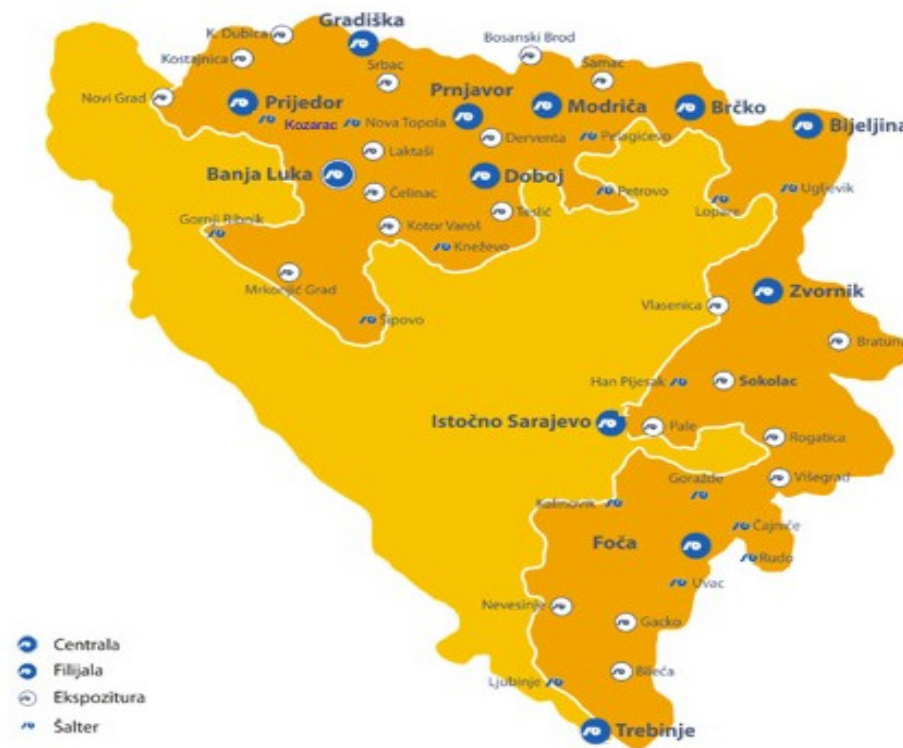 Gradiška
K. Dubica
Bosanski Brod
Kostajnica
Srbac
Šamac
Novi Grad
Prijedor
Prnjavor
Modriča
Brčko
Bijeljina
Kozarac
Nova Topola
Derventa
Pelagićevo
Laktaši
Banja Luka
Doboj
Čelinac
Petrovo
Ugljevik
Lopare
Teslić
Gornji Ribnik
Kotor Varoš
Kneževo
Mrkonjić Grad
Zvornik
Vlasenica
Šipovo
Bratuna
Han Pijesak
Sokolac
Istočno Sarajevo
Pale
Rogatica
Goražde
Višegrad
Kalinovik
Čajniče
Foča
Rudo
Uvac
Nevesinje
Gacko
Bileća
Ljubinje
Trebinje
Centrala
Filijala
Ekspozitura
Šalter